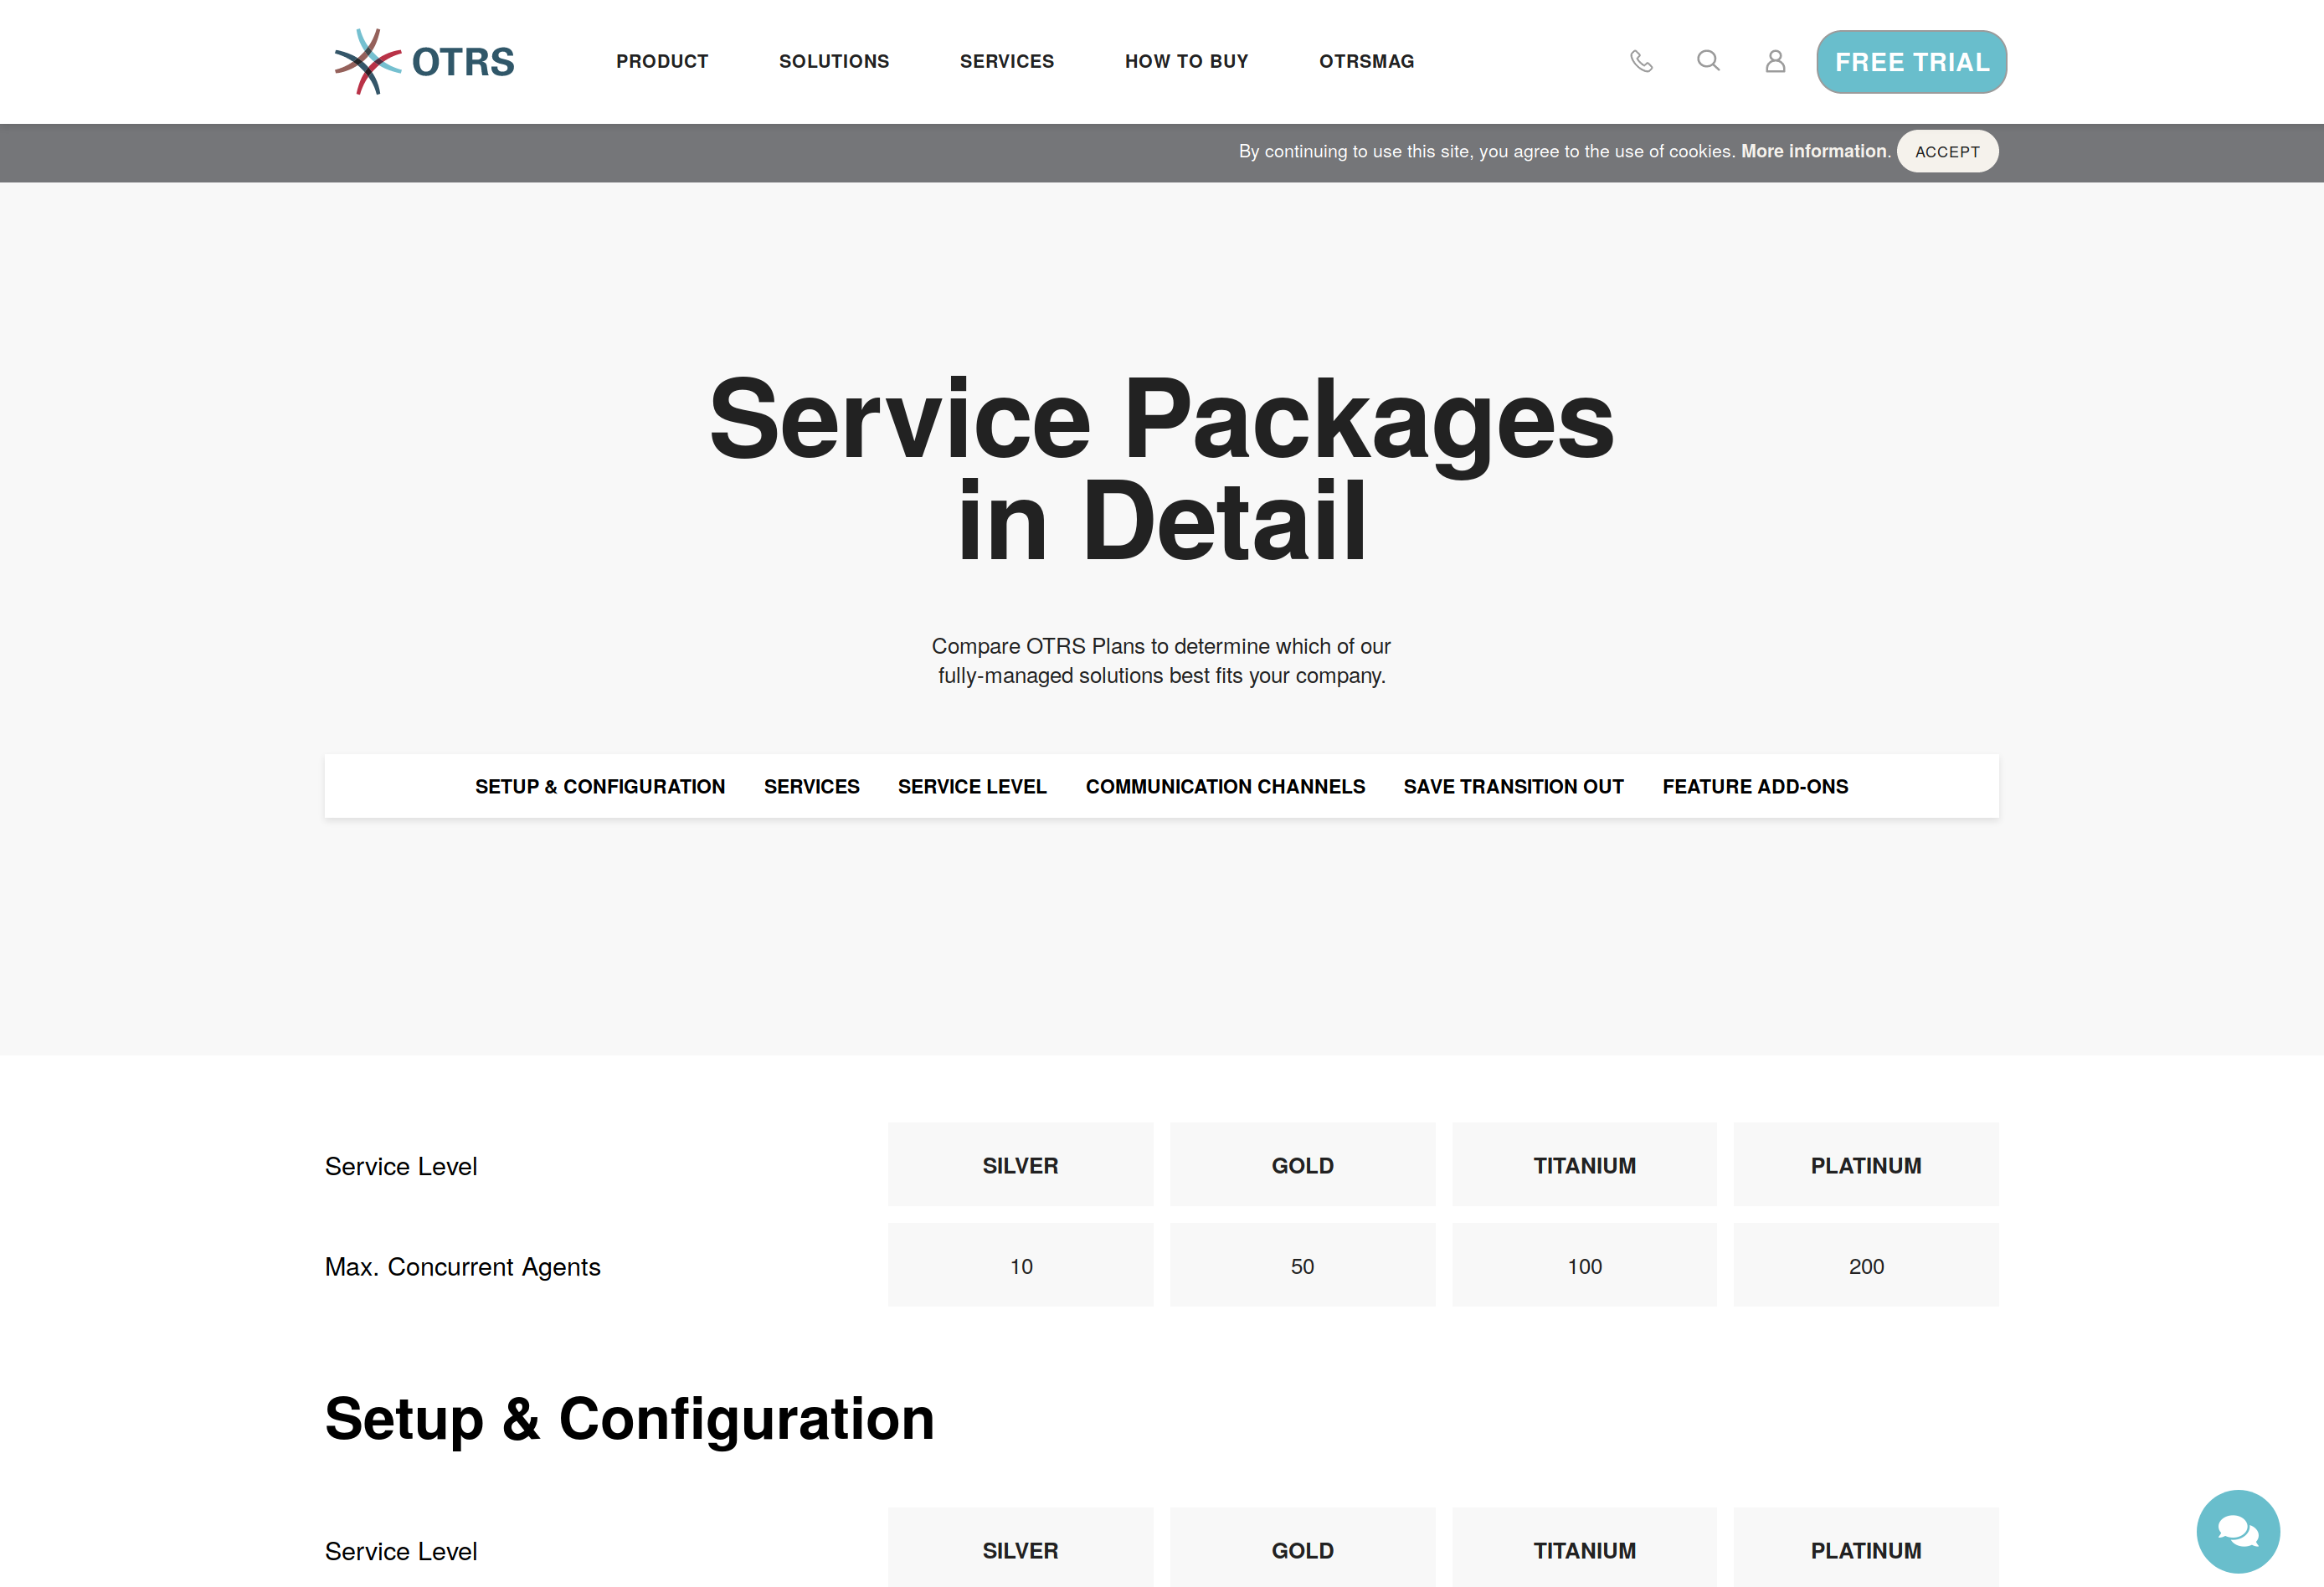 OTRS PRODUCT SOLUTIONS SERVICES HOW TO BUY OTRSMAG FREE TRIAL
By continuing to use this site, you agree to the use of cookies. More information. ACCEPT
Service Packages
in Detail
Compare OTRS Plans to determine which of our
fully-managed solutions best fits your company.
SETUP & CONFIGURATION SERVICES SERVICE LEVEL COMMUNICATION CHANNELS SAVE TRANSITION OUT FEATURE ADD-ONS
Service Level SILVER GOLD TITANIUM PLATINUM
Max. Concurrent Agents 10 50 100 200
Setup & Configuration
Service Level SILVER GOLD TITANIUM PLATINUM